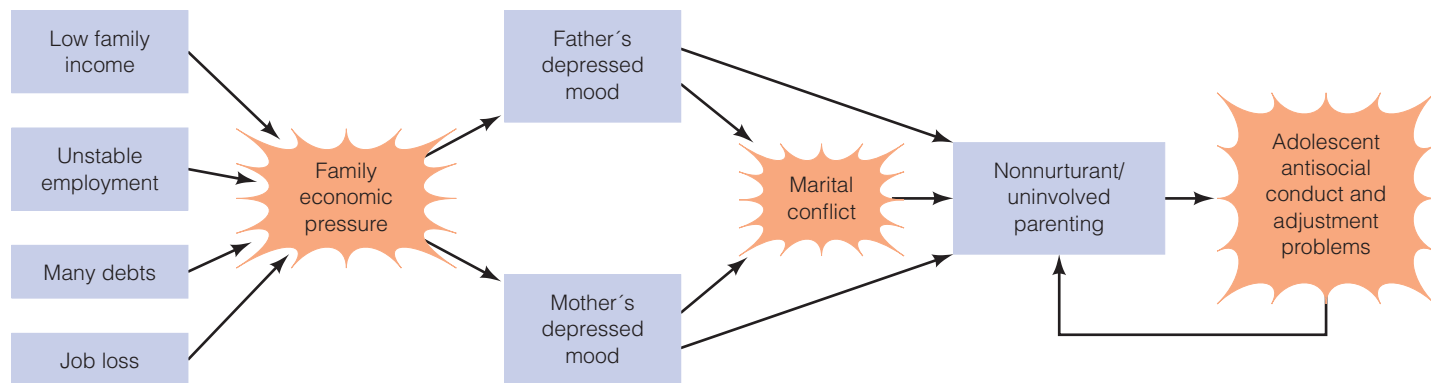 Low family
income
Unstable
employment
Many debts
Job loss
Family
economic
pressure
Father´s
depressed
mood
Mother´s
depressed
mood
Marital
conflict
Nonnurturant/
uninvolved
parenting
Adolescent
antisocial
conduct and
adjustment
problems